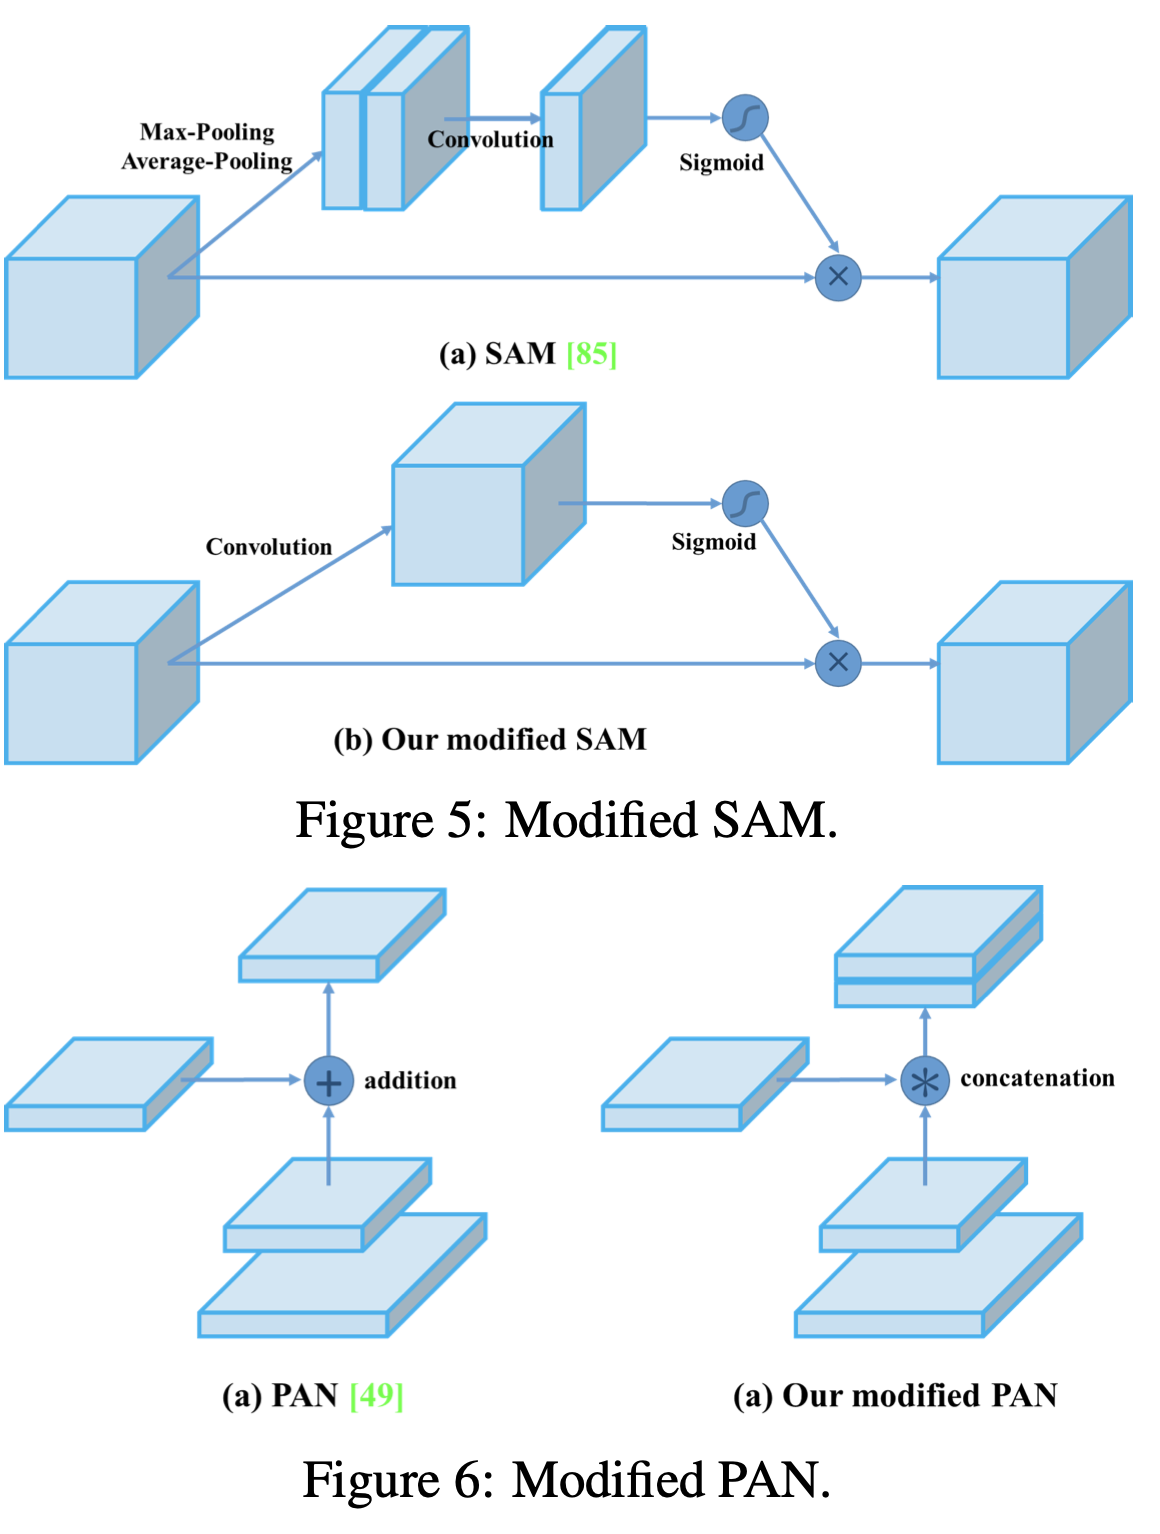 Max-Pooling
Average-Pooling
Convolution
Sigmoid
×
(a) SAM [85]
Convolution
Sigmoid
×
(b) Our modified SAM
Figure 5: Modified SAM.
+ addition
* concatenation
(a) PAN [49]
(a) Our modified PAN
Figure 6: Modified PAN.